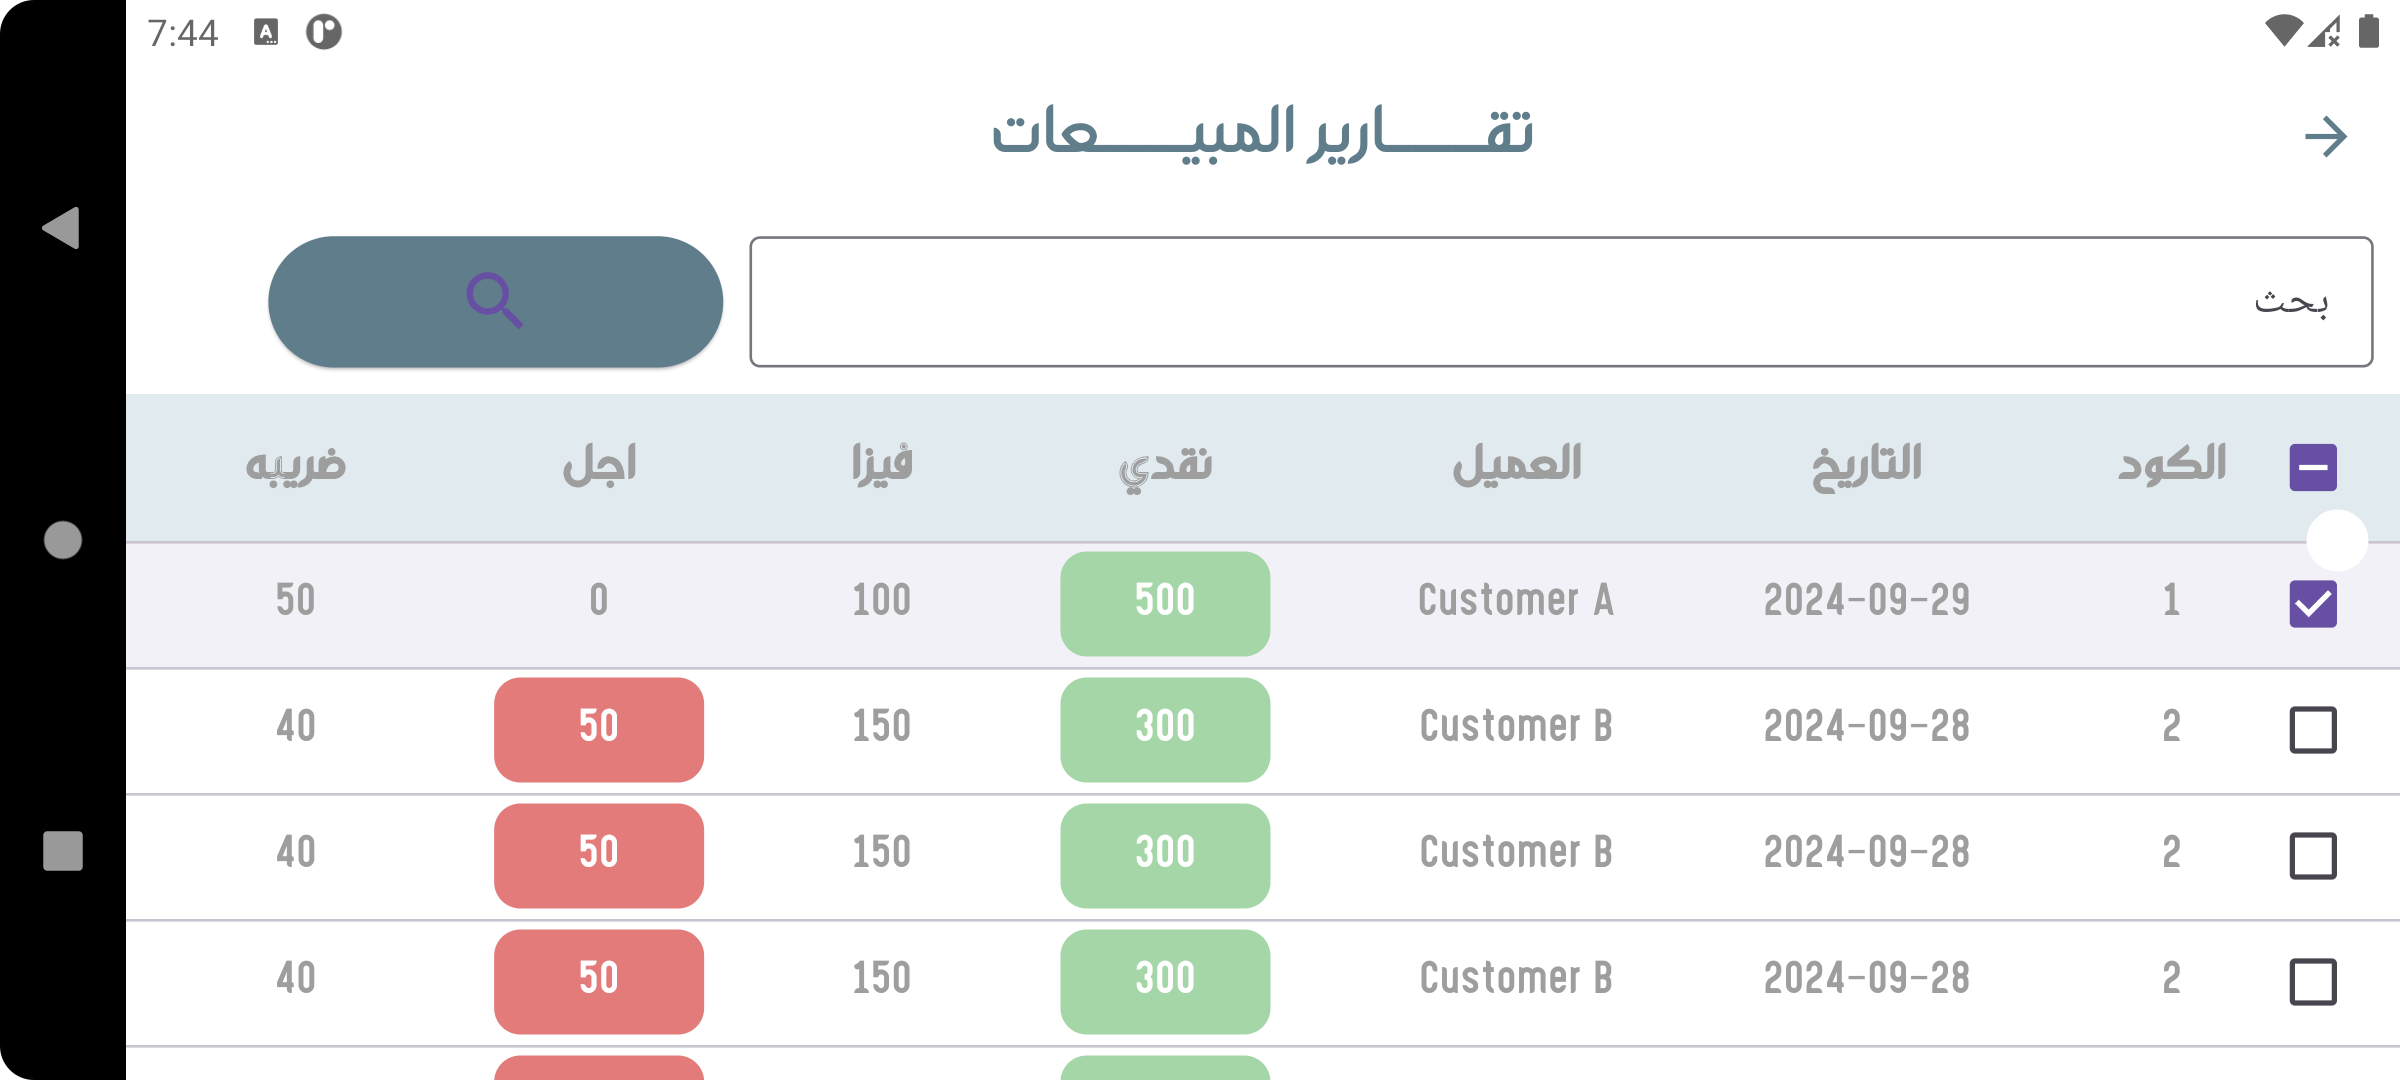 7:44
تقـــــارير المبيـــــعات
بحث
الكود التاريخ العميل نقدي فيزا اجل ضريبه
1 2024-09-29 Customer A 500 100 0 50
2 2024-09-28 Customer B 300 150 50 40
2 2024-09-28 Customer B 300 150 50 40
2 2024-09-28 Customer B 300 150 50 40